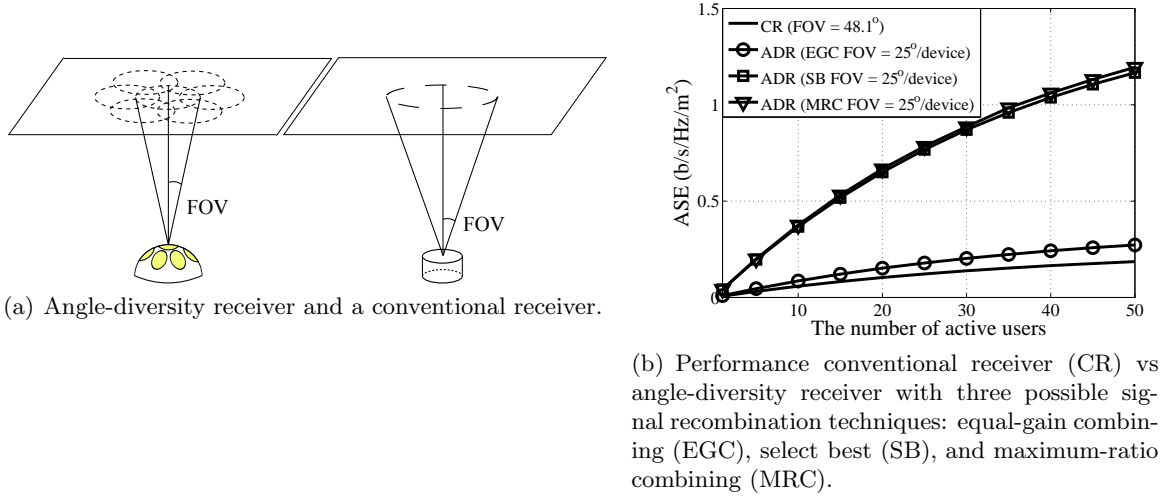 FOV
FOV
(a) Angle-diversity receiver and a conventional receiver.
1.5
1
0.5
0
ASE (b/s/Hz/m²)
CR (FOV = 48.1°)
ADR (EGC FOV = 25°/device)
ADR (SB FOV = 25°/device)
ADR (MRC FOV = 25°/device)
10 20 30 40 50
The number of active users
(b) Performance conventional receiver (CR) vs
angle-diversity receiver with three possible sig-
nal recombination techniques: equal-gain combin-
ing (EGC), select best (SB), and maximum-ratio
combining (MRC).